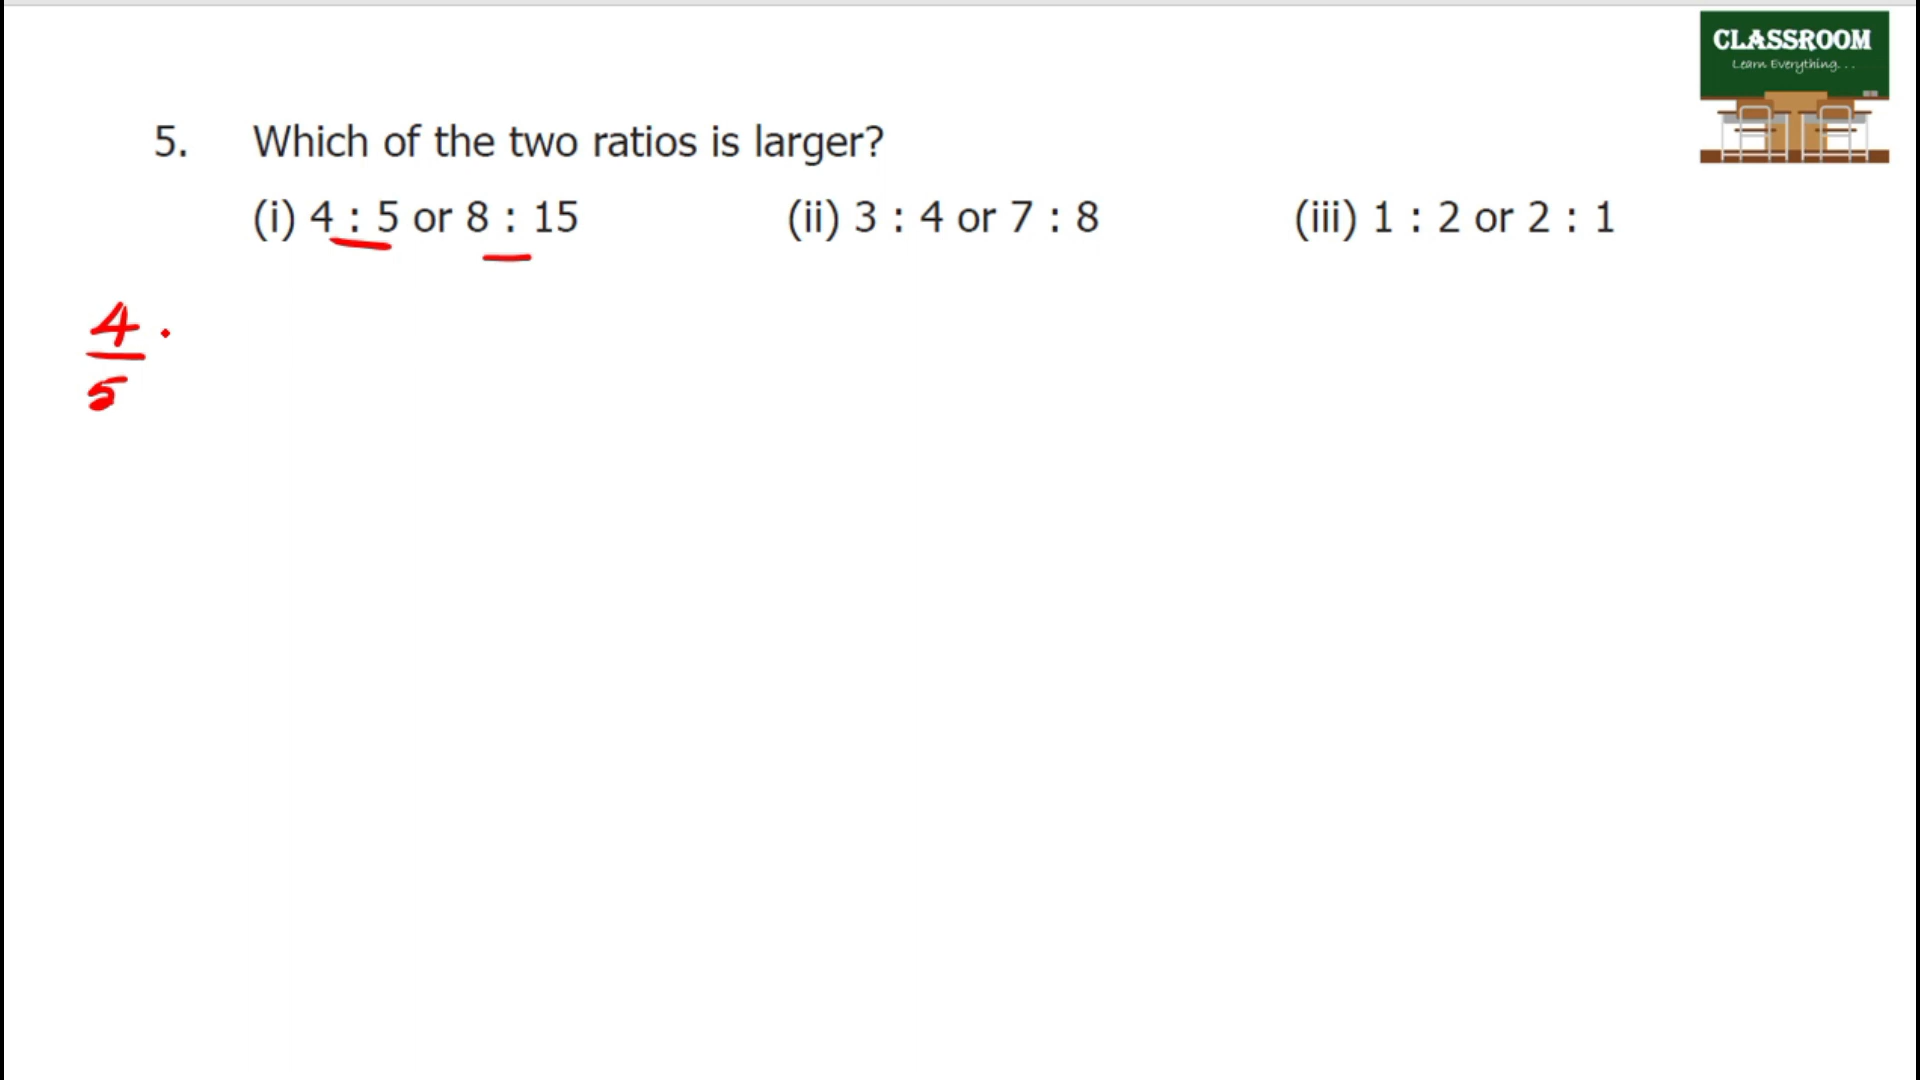 CLASSROOM
Learn Everything. . .
5. Which of the two ratios is larger?
(i) 4 : 5 or 8 : 15 (ii) 3 : 4 or 7 : 8 (iii) 1 : 2 or 2 : 1
4
5